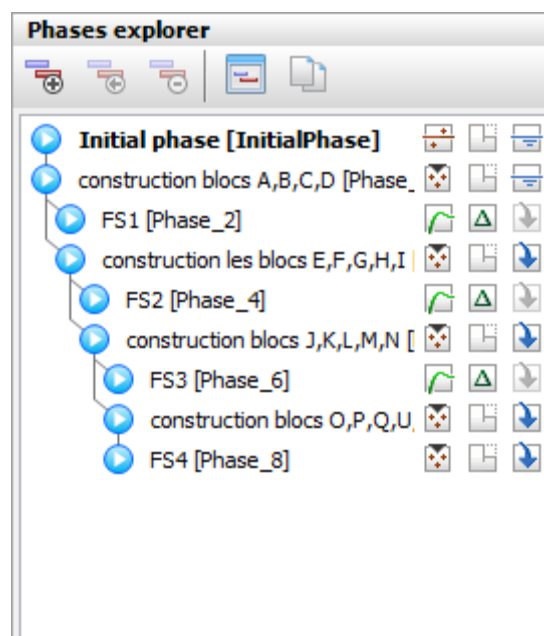 Phases explorer
Initial phase [InitialPhase]
construction blocs A,B,C,D [Phase_
FS1 [Phase_2]
construction les blocs E,F,G,H,I [
FS2 [Phase_4]
construction blocs J,K,L,M,N [
FS3 [Phase_6]
construction blocs O,P,Q,U,
FS4 [Phase_8]